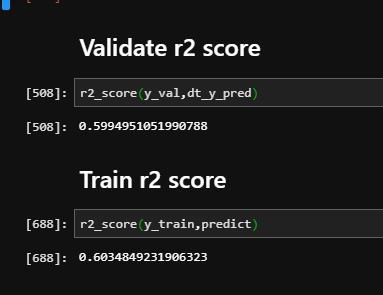 Validate r2 score
[508]: r2_score(y_val,dt_y_pred)
[508]: 0.5994951051990788
Train r2 score
[688]: r2_score(y_train,predict)
[688]: 0.6034849231906323